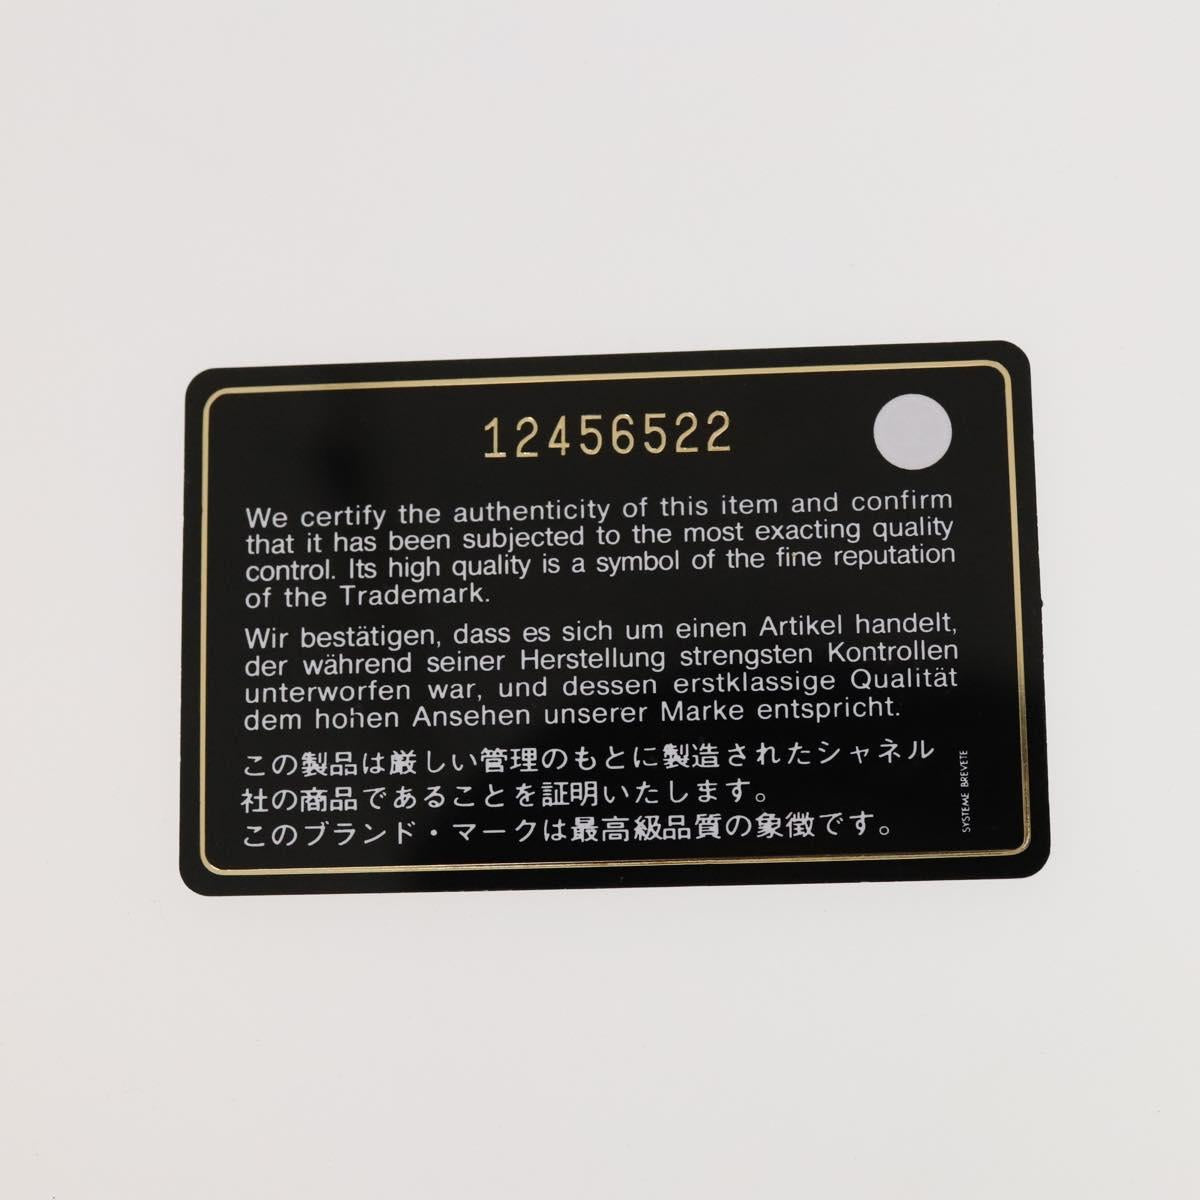 12456522
We certify the authenticity of this item and confirm
that it has been subjected to the most exacting quality
control. Its high quality is a symbol of the fine reputation
of the Trademark.
Wir bestätigen, dass es sich um einen Artikel handelt,
der während seiner Herstellung strengsten Kontrollen
unterworfen war, und dessen erstklassige Qualität
dem hohen Ansehen unserer Marke entspricht.
この製品は厳しい管理のもとに製造されたシャネル
社の商品であることを証明いたします。
このブランド・マークは最高級品質の象徴です。
SYSTEME BREVETE